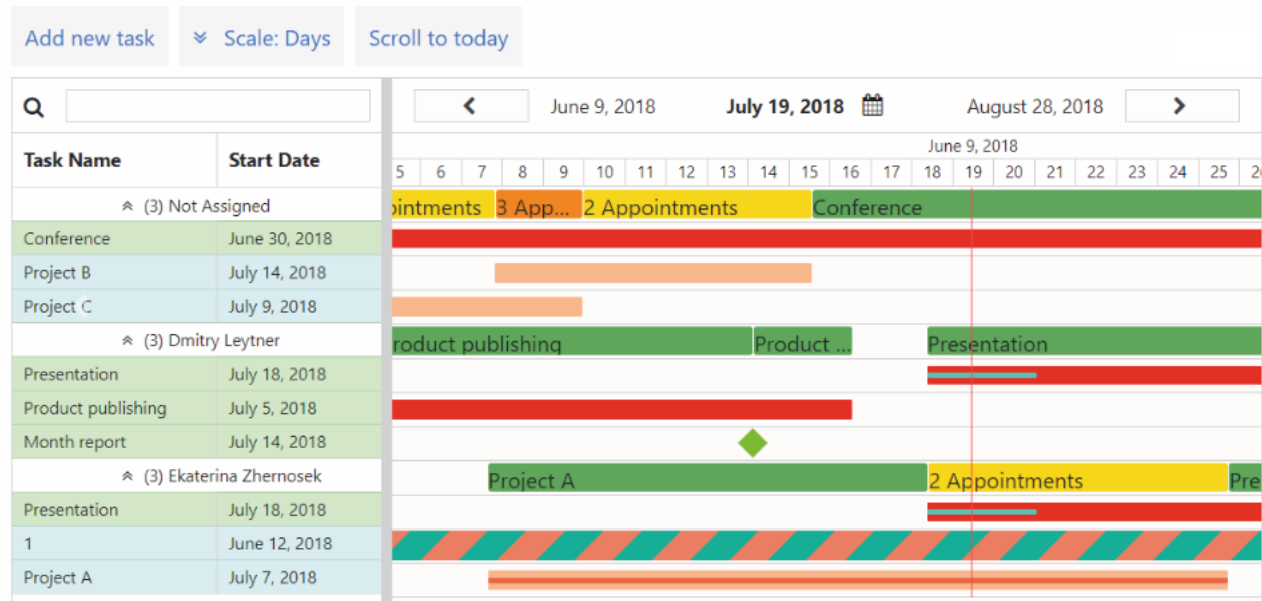 Add new task Scale: Days Scroll to today
June 9, 2018 July 19, 2018 August 28, 2018
Task Name Start Date
June 9, 2018
5 6 7 8 9 10 11 12 13 14 15 16 17 18 19 20 21 22 23 24 25 2
(3) Not Assigned ointments 3 App... 2 Appointments Conference
Conference June 30, 2018
Project B July 14, 2018
Project C July 9, 2018
(3) Dmitry Leytner roduct publishing Product ... Presentation
Presentation July 18, 2018
Product publishing July 5, 2018
Month report July 14, 2018
(3) Ekaterina Zhernosek Project A 2 Appointments Pre
Presentation July 18, 2018
1 June 12, 2018
Project A July 7, 2018